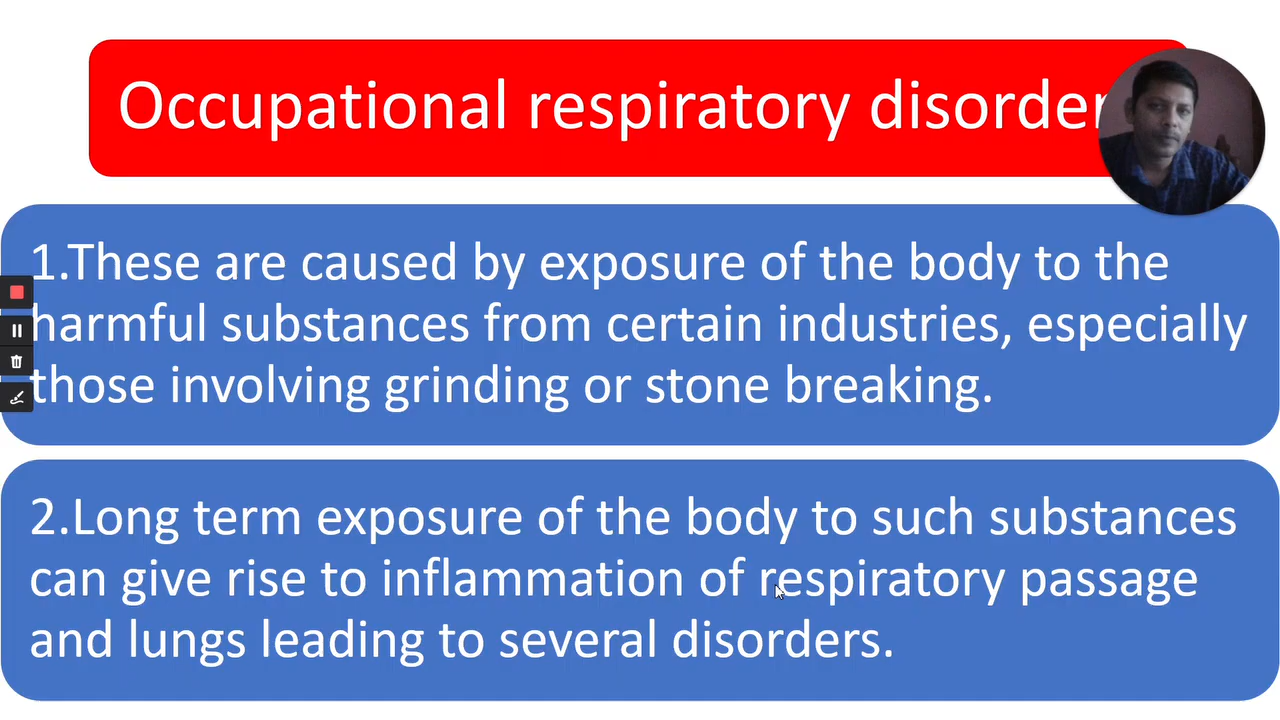 Occupational respiratory disorder
1.These are caused by exposure of the body to the
harmful substances from certain industries, especially
those involving grinding or stone breaking.
2.Long term exposure of the body to such substances
can give rise to inflammation of respiratory passage
and lungs leading to several disorders.